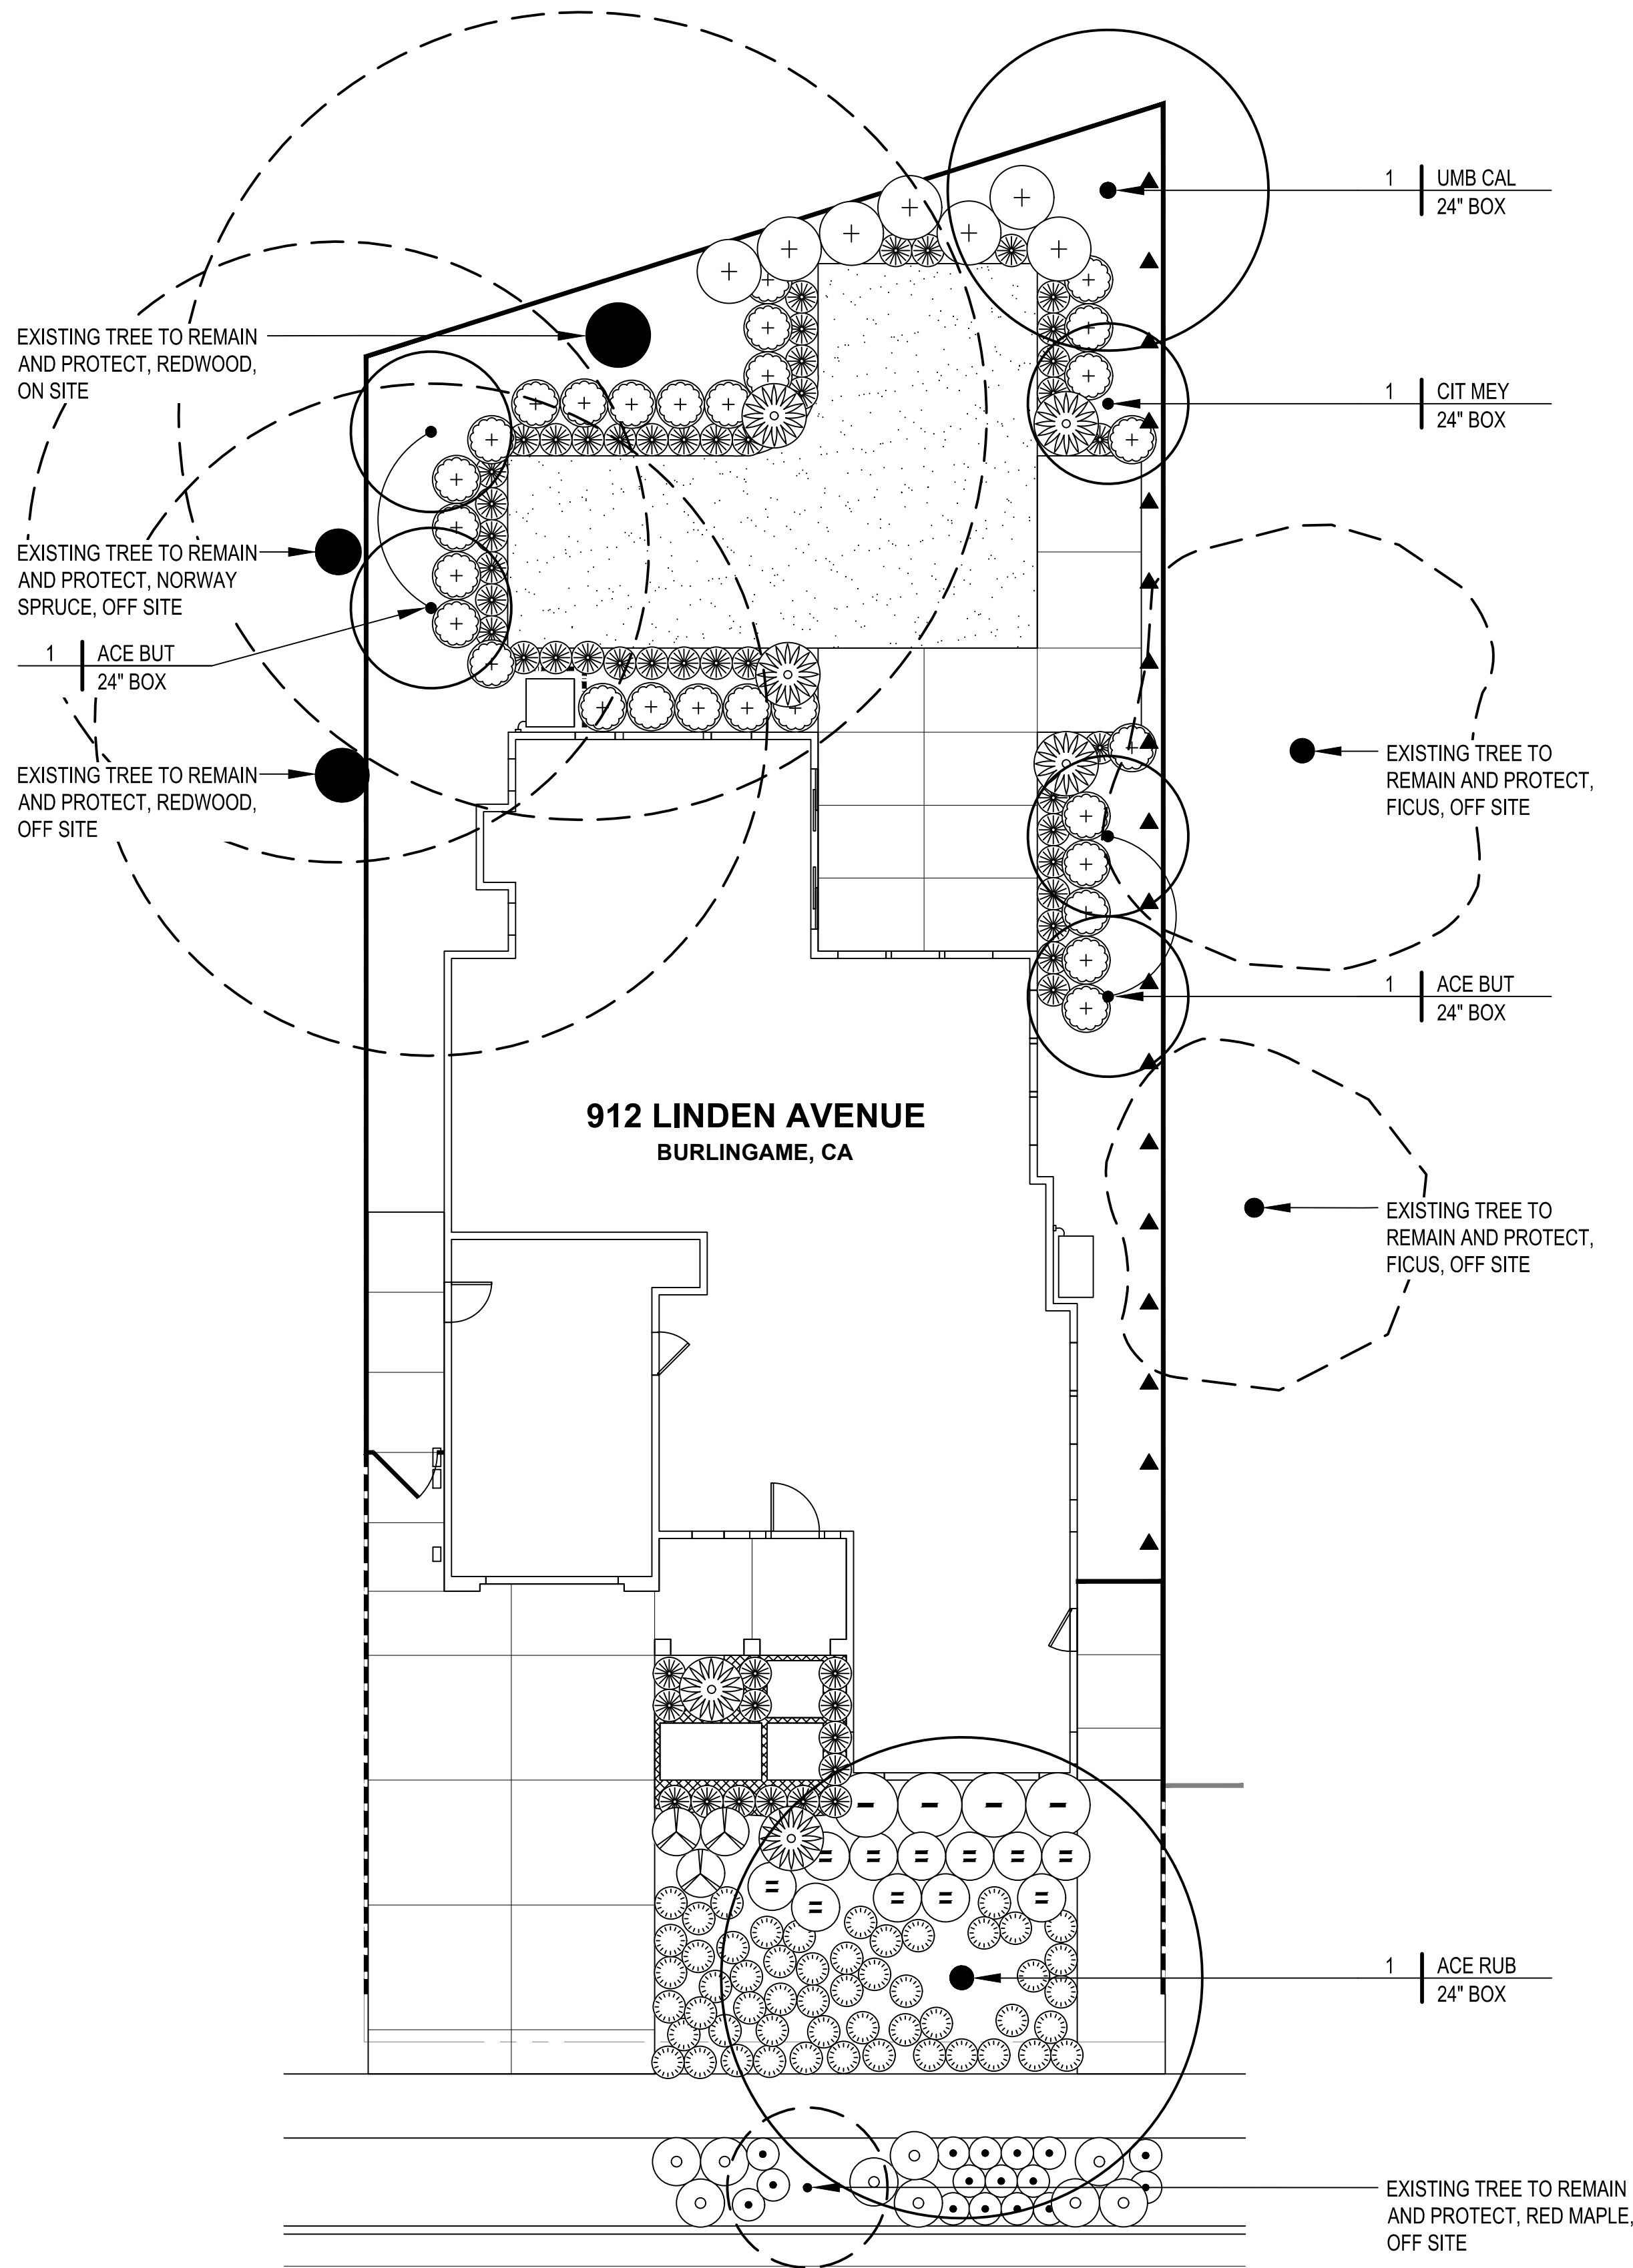 1
UMB CAL
24" BOX
EXISTING TREE TO REMAIN
AND PROTECT, REDWOOD,
ON SITE
1
CIT MEY
24" BOX
EXISTING TREE TO REMAIN
AND PROTECT, NORWAY
SPRUCE, OFF SITE
1
ACE BUT
24" BOX
EXISTING TREE TO REMAIN
AND PROTECT, REDWOOD,
OFF SITE
EXISTING TREE TO
REMAIN AND PROTECT,
FICUS, OFF SITE
1
ACE BUT
24" BOX
912 LINDEN AVENUE
BURLINGAME, CA
EXISTING TREE TO
REMAIN AND PROTECT,
FICUS, OFF SITE
1
ACE RUB
24" BOX
EXISTING TREE TO REMAIN
AND PROTECT, RED MAPLE,
OFF SITE